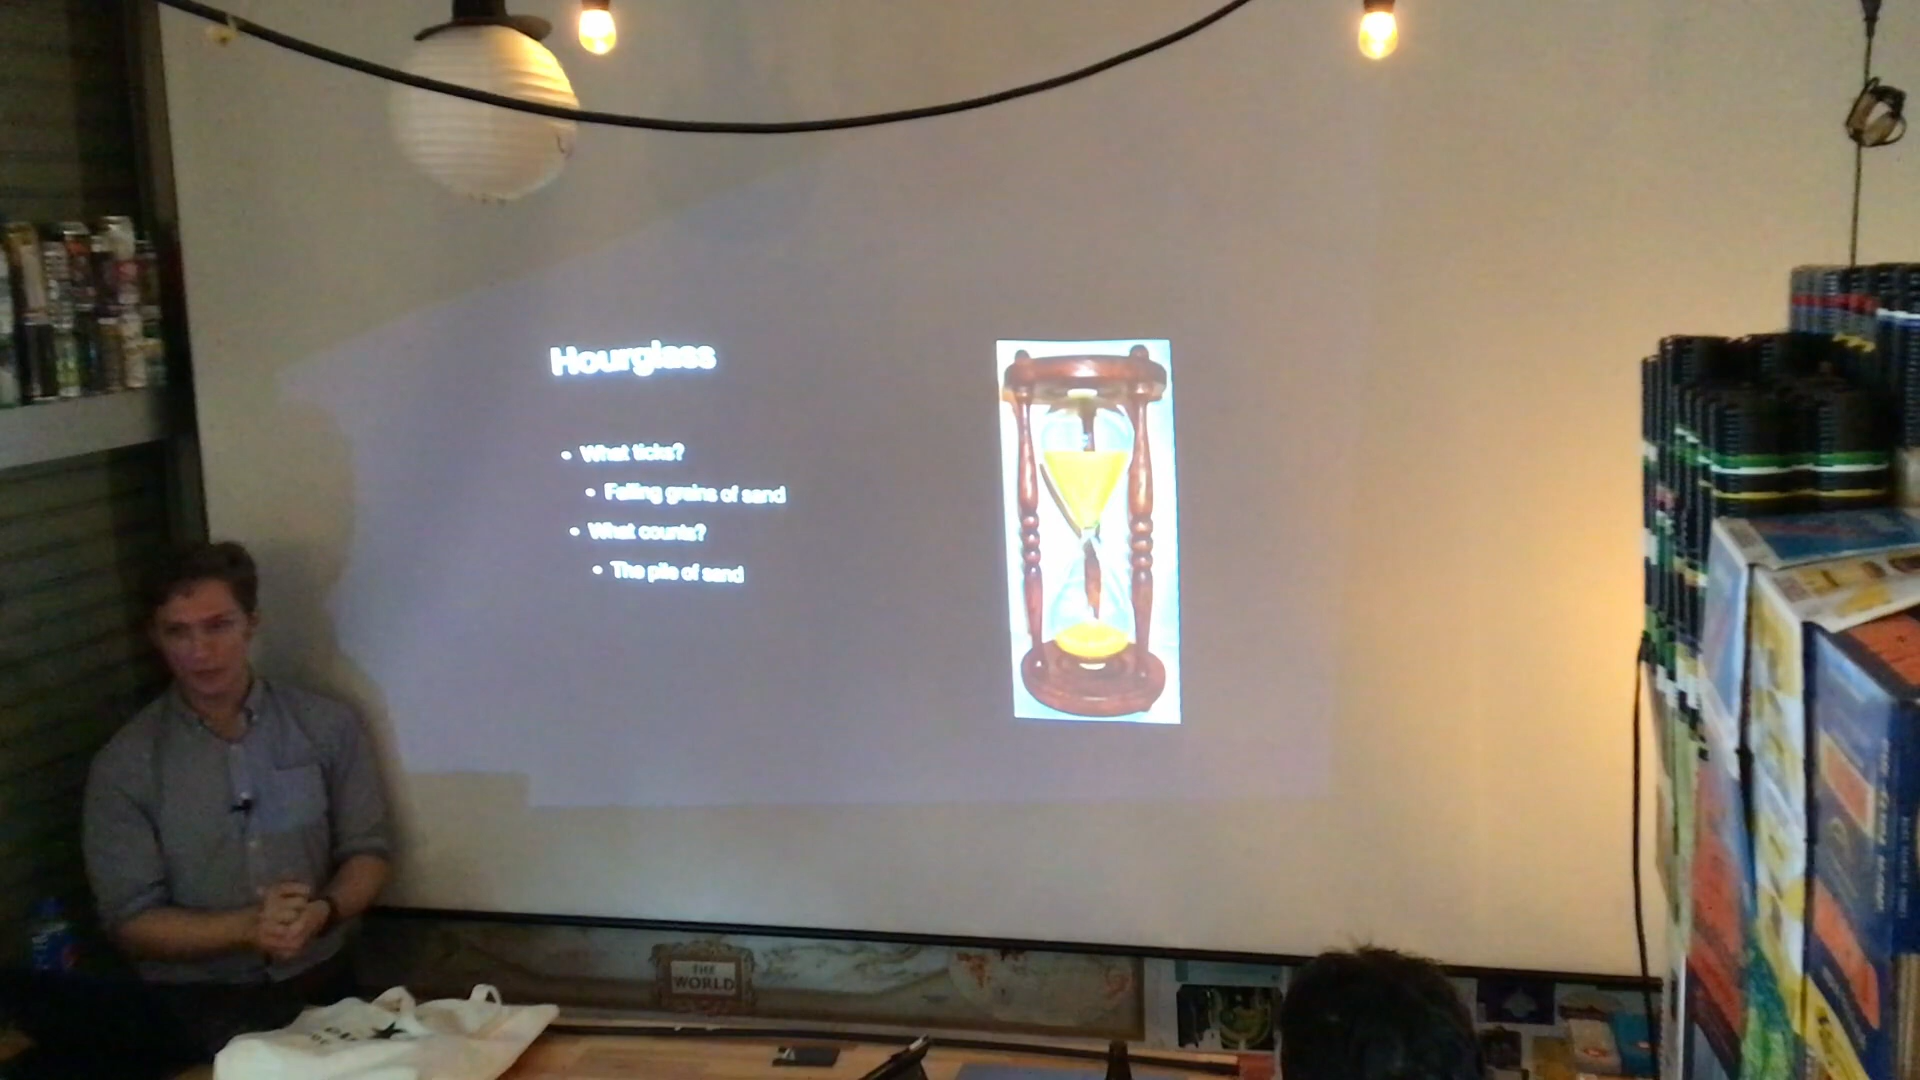 Hourglass
• What ticks?
• Falling grains of sand
• What counts?
• The pile of sand
THE
WORLD